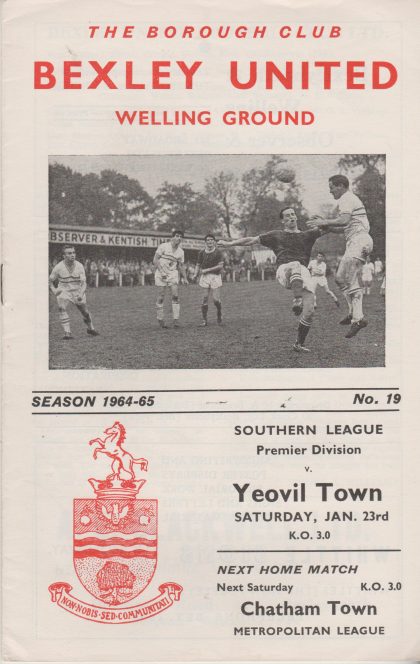 THE BOROUGH CLUB
BEXLEY UNITED
WELLING GROUND
BSERVER & KENTISH TIM
SEASON 1964-65
No. 19
SOUTHERN LEAGUE
Premier Division
v.
Yeovil Town
SATURDAY, JAN. 23rd
K.O. 3.0
NEXT HOME MATCH
Next Saturday K.O. 3.0
Chatham Town
METROPOLITAN LEAGUE
NON·NOBIS·SED·COMMUNITATI